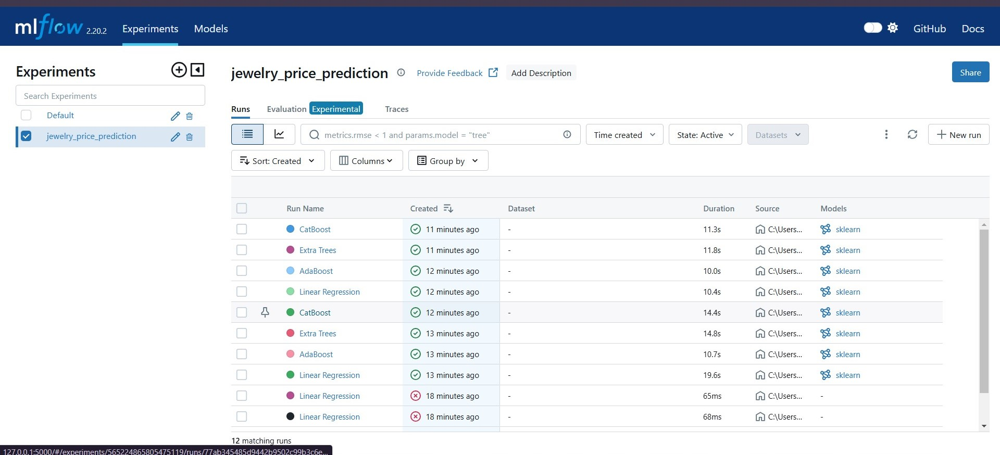 mlflow 2.20.2 Experiments Models GitHub Docs
Experiments
Search Experiments
Default
jewelry_price_prediction
jewelry_price_prediction Provide Feedback Add Description Share
Runs Evaluation Experimental Traces
metrics.rmse < 1 and params.model = "tree" Time created State: Active Datasets New run
Sort: Created Columns Group by
Run Name Created Dataset Duration Source Models
CatBoost 11 minutes ago - 11.3s C:\Users... sklearn
Extra Trees 11 minutes ago - 11.8s C:\Users... sklearn
AdaBoost 12 minutes ago - 10.0s C:\Users... sklearn
Linear Regression 12 minutes ago - 10.4s C:\Users... sklearn
CatBoost 12 minutes ago - 14.4s C:\Users... sklearn
Extra Trees 13 minutes ago - 14.8s C:\Users... sklearn
AdaBoost 13 minutes ago - 10.7s C:\Users... sklearn
Linear Regression 13 minutes ago - 19.6s C:\Users... sklearn
Linear Regression 18 minutes ago - 65ms C:\Users... -
Linear Regression 18 minutes ago - 68ms C:\Users... -
12 matching runs
127.0.0.1:5000/#/experiments/565224865805475119/runs/77ab345485d9442b9502c99b3c6e...